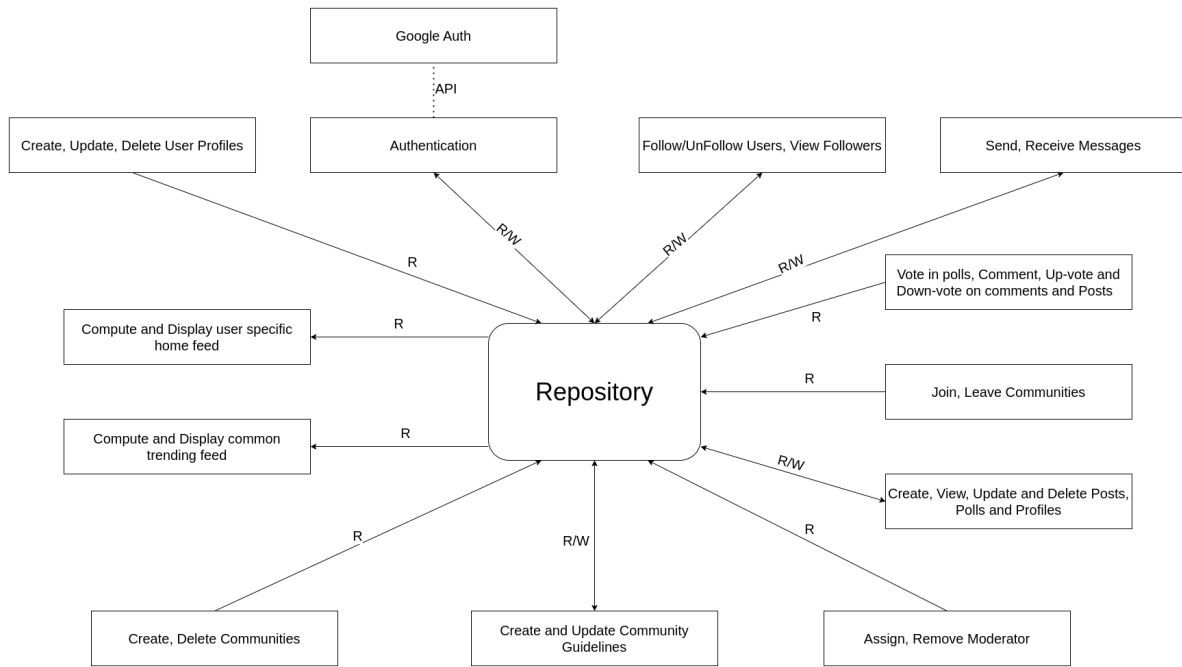 Google Auth
API
Create, Update, Delete User Profiles
Authentication
Follow/UnFollow Users, View Followers
Send, Receive Messages
R/W
R/W
R/W
R
Vote in polls, Comment, Up-vote and
Down-vote on comments and Posts
R
Compute and Display user specific
home feed
R
Repository
R
Join, Leave Communities
Compute and Display common
trending feed
R
R/W
Create, View, Update and Delete Posts,
Polls and Profiles
R
R/W
R
Create, Delete Communities
Create and Update Community
Guidelines
Assign, Remove Moderator